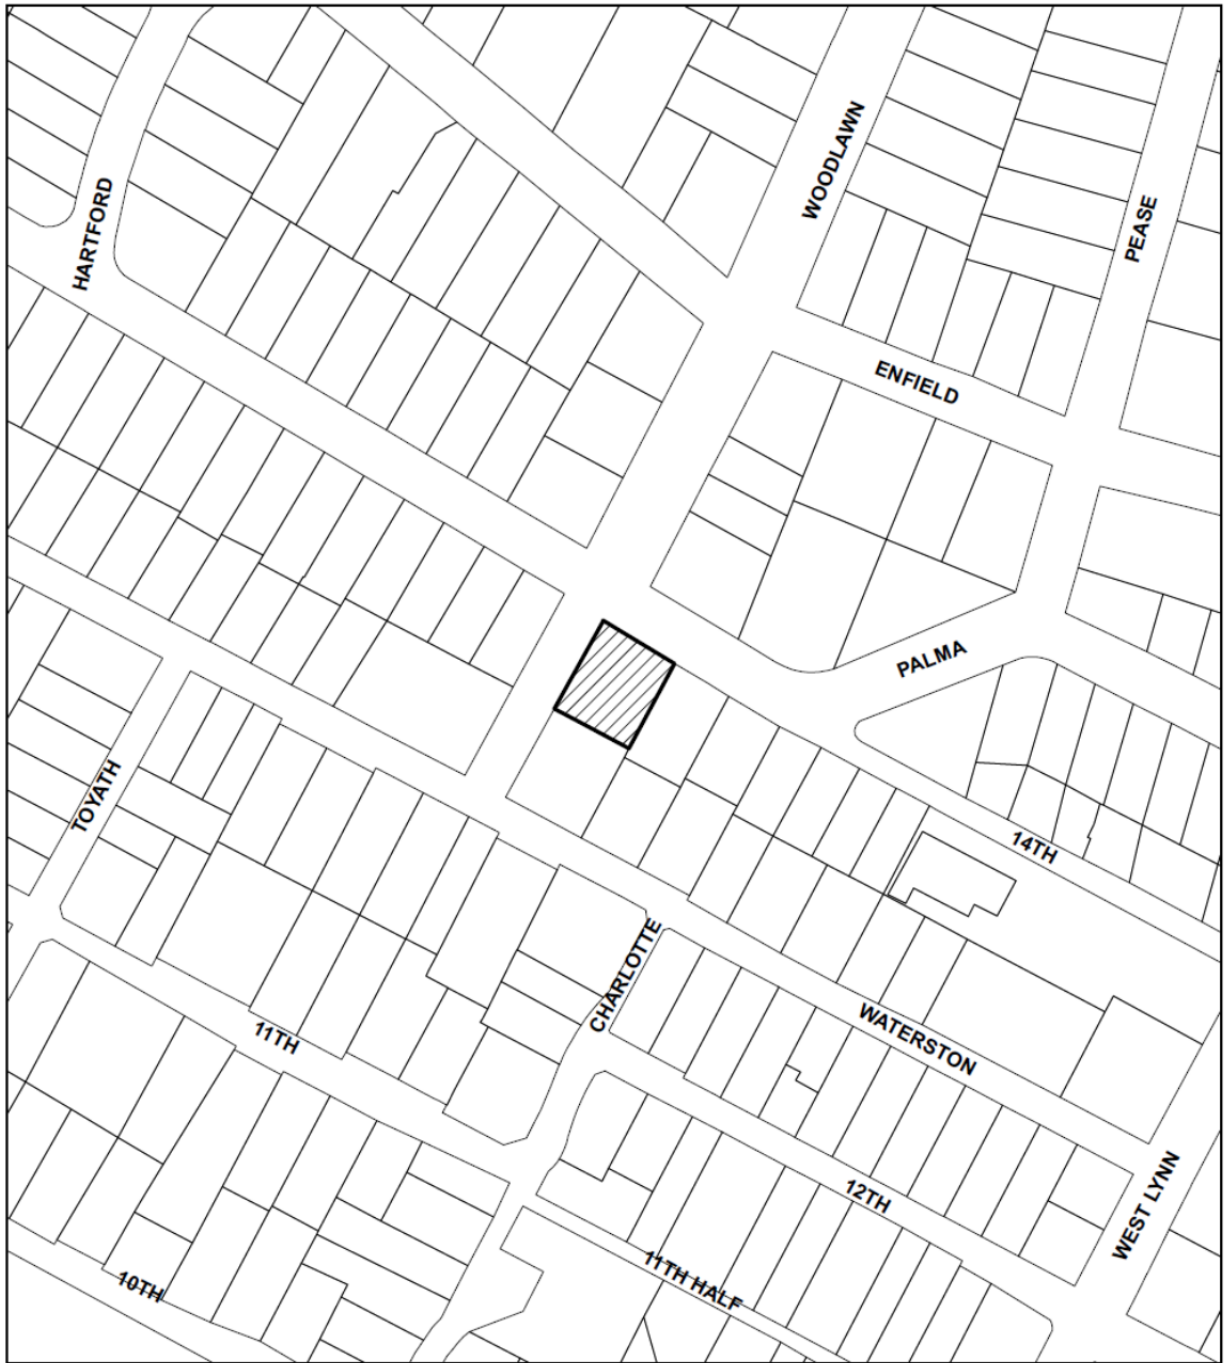 WOODLAWN
HARTFORD
PEASE
ENFIELD
PALMA
TOYATH
14TH
CHARLOTTE
11TH
WATERSTON
12TH
WEST LYNN
11TH HALF
10TH